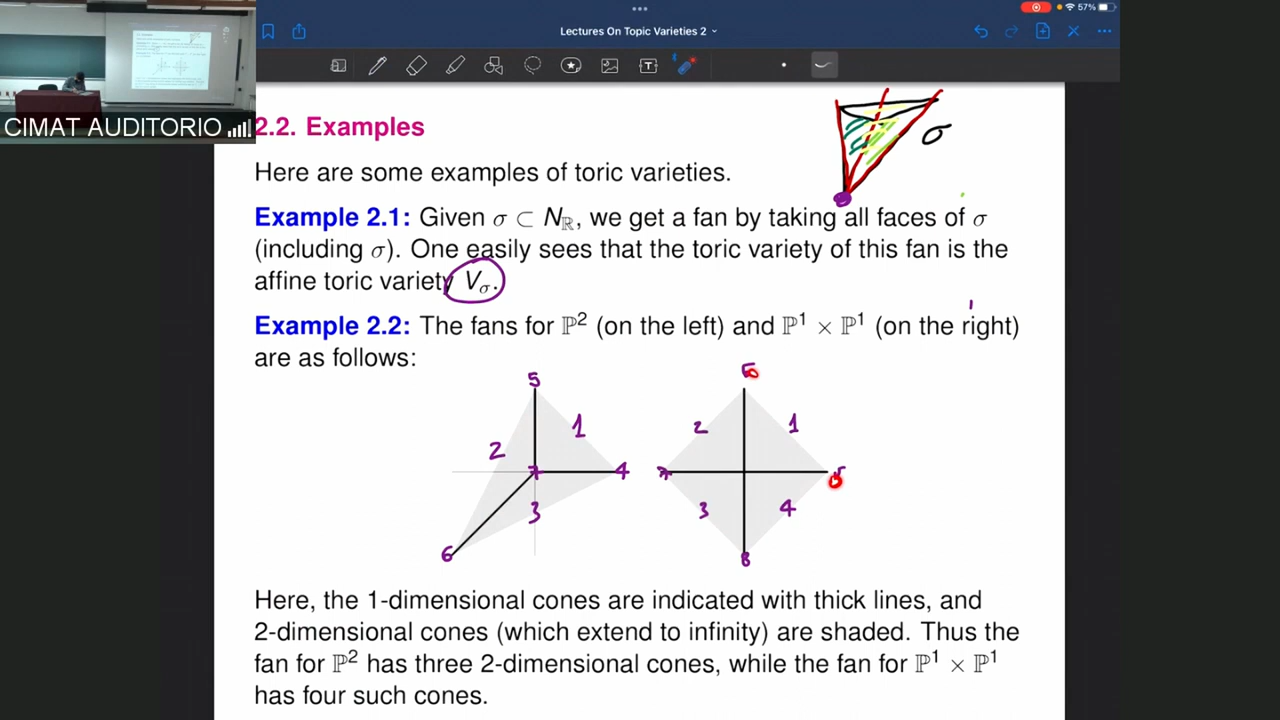 57%
Lectures On Topic Varieties 2
CIMAT AUDITORIO
2.2. Examples
σ
Here are some examples of toric varieties.
Example 2.1: Given σ ⊂ Nℝ, we get a fan by taking all faces of σ
(including σ). One easily sees that the toric variety of this fan is the
affine toric variety Vσ.
Example 2.2: The fans for ℙ² (on the left) and ℙ¹ × ℙ¹ (on the right)
are as follows:
5
1
2
4
7
3
6
2
1
3
4
8
Here, the 1-dimensional cones are indicated with thick lines, and
2-dimensional cones (which extend to infinity) are shaded. Thus the
fan for ℙ² has three 2-dimensional cones, while the fan for ℙ¹ × ℙ¹
has four such cones.